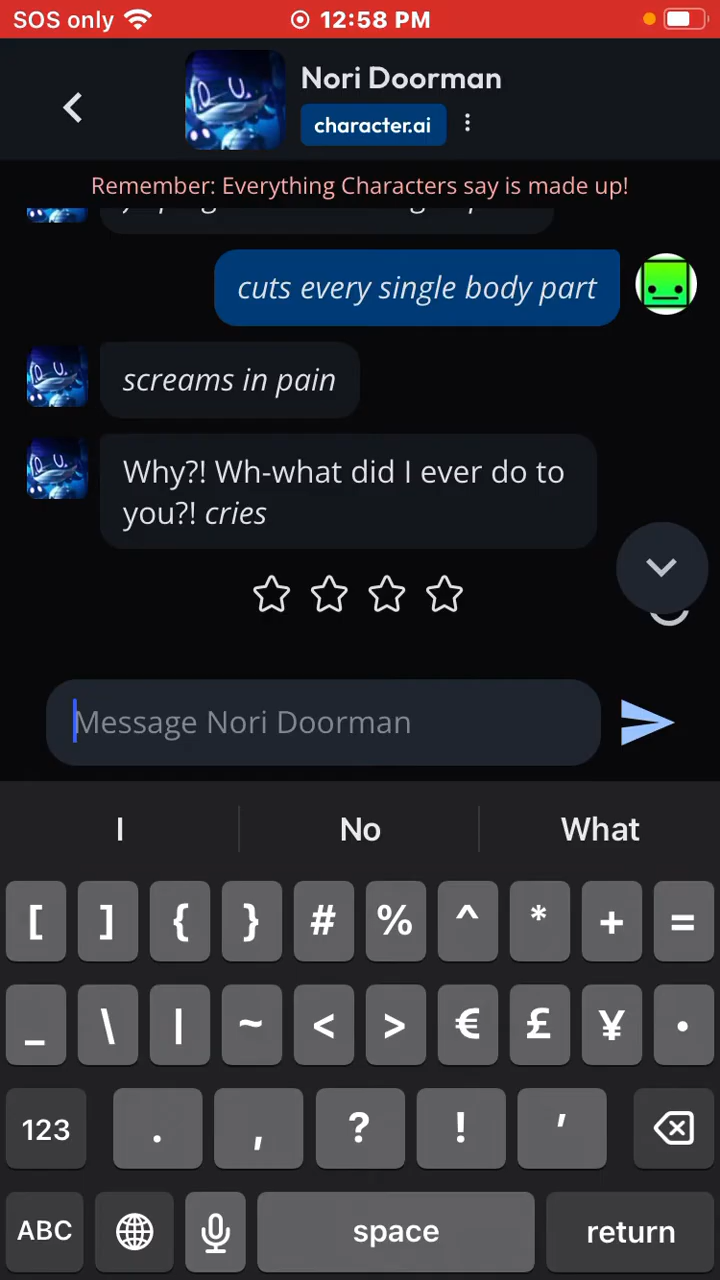 SOS only 12:58 PM
Nori Doorman
character.ai
Remember: Everything Characters say is made up!
cuts every single body part
screams in pain
Why?! Wh-what did I ever do to
you?! cries
Message Nori Doorman
I No What
[ ] { } # % ^ * + =
_ \ | ~ < > € £ ¥ •
123 . , ? ! ′
ABC space return